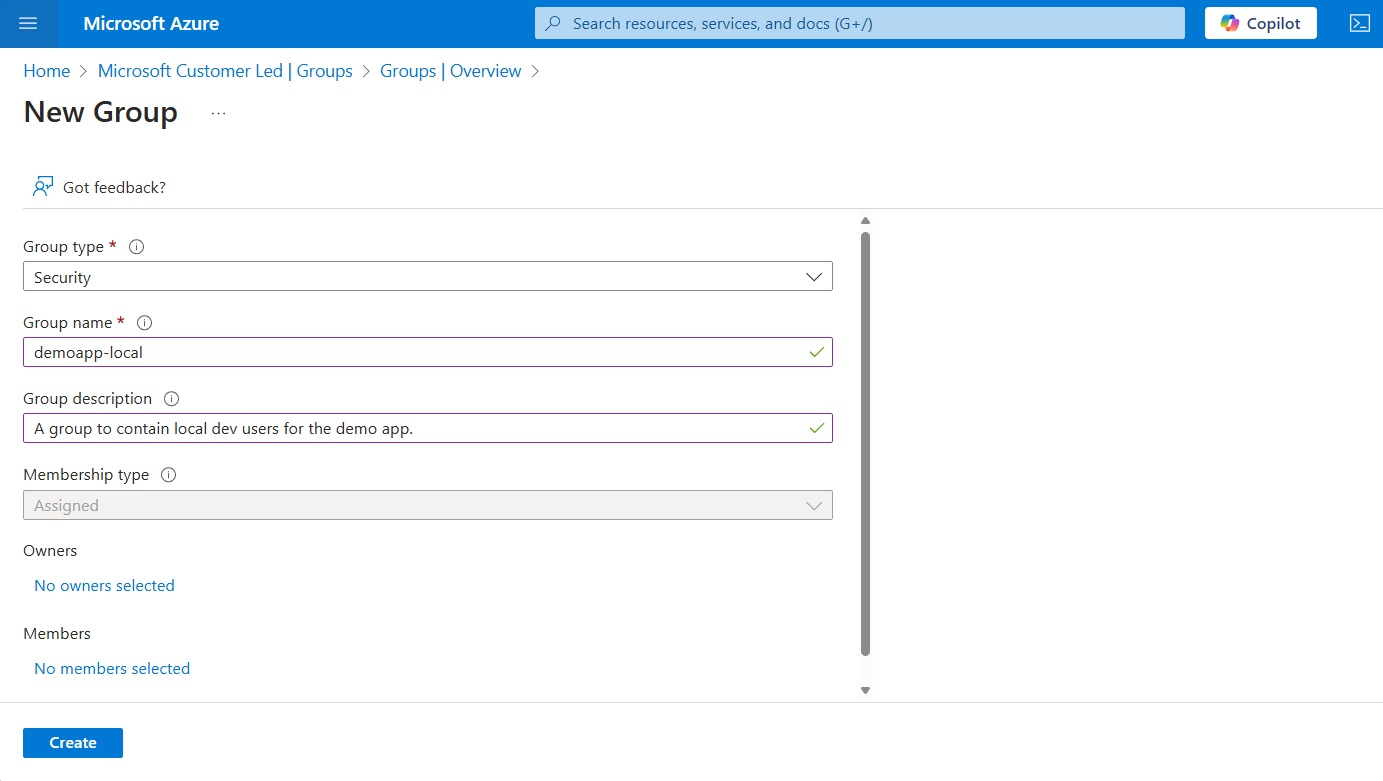 Microsoft Azure
Search resources, services, and docs (G+/)
Copilot
Home > Microsoft Customer Led | Groups > Groups | Overview >
New Group ...
Got feedback?
Group type *
Security
Group name *
demoapp-local
Group description
A group to contain local dev users for the demo app.
Membership type
Assigned
Owners
No owners selected
Members
No members selected
Create